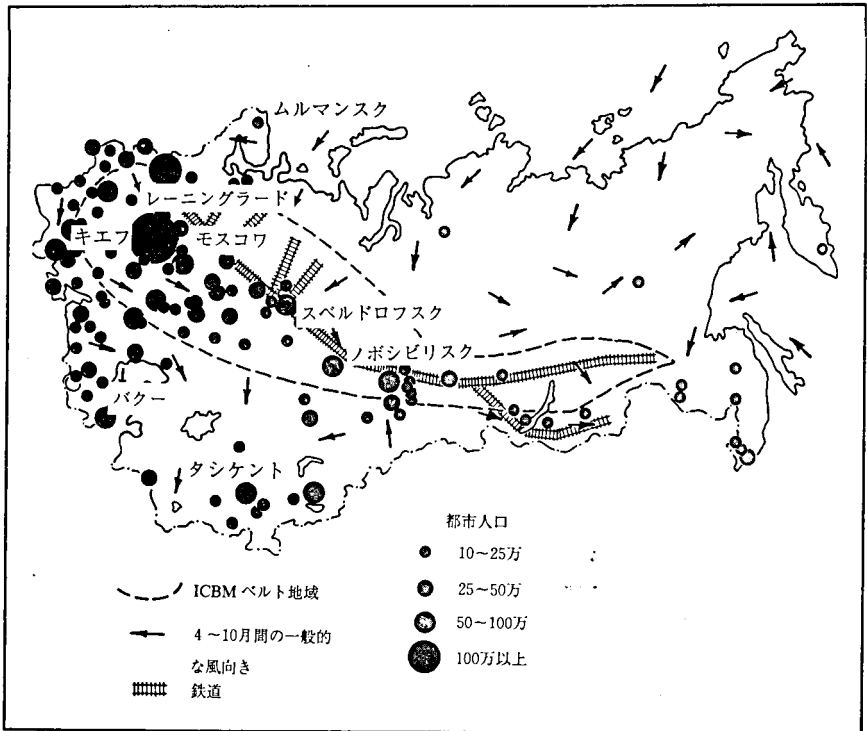 ムルマンスク
レーニングラード
キエフ
モスコワ
スベルドロフスク
ノボシビリスク
バクー
タシケント
都市人口
10〜25万
25〜50万
50〜100万
100万以上
ICBMベルト地域
4〜10月間の一般的
な風向き
鉄道